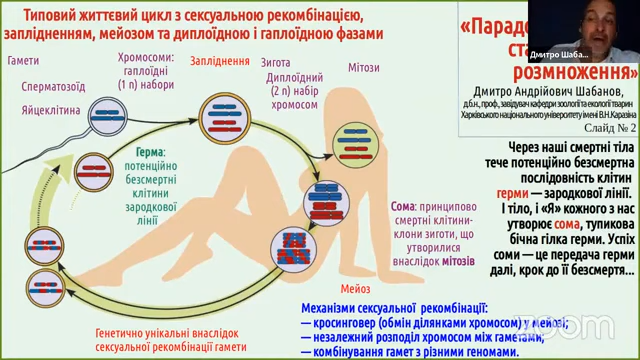 Типовий життєвий цикл з сексуальною рекомбінацією,
заплідненням, мейозом та диплоїдною і гаплоїдною фазами
Гамети
Сперматозоїд
Яйцеклітина
Хромосоми:
гаплоїдні
(1 n) набори
Запліднення
Зигота
Диплоїдний
(2 n) набір
хромосом
Мітози
Герма:
потенційно
безсмертні
клітини
зародкової
лінії
Сома: принципово
смертні клітини-
клони зиготи, що
утворилися
внаслідок мітозів
Мейоз
Генетично унікальні внаслідок
сексуальної рекомбінації гамети
Механізми сексуальної рекомбінації:
— кросинговер (обмін ділянками хромосом) у мейозі;
— незалежний розподіл хромосом між гаметами;
— комбінування гамет з різними геномами.
«Парадо
ста
розмноження»
Дмитро Шаба...
Дмитро Андрійович Шабанов,
д.б.н., проф., завідувач кафедри зоології та екології тварин
Харківського національного університету імені В.Н.Каразіна
Слайд № 2
Через наші смертні тіла
тече потенційно безсмертна
послідовність клітин
герми — зародкової лінії.
І тіло, і «Я» кожного з нас
утворює сома, тупикова
бічна гілка герми. Успіх
соми — це передача герми
далі, крок до її безсмертя...
zoom